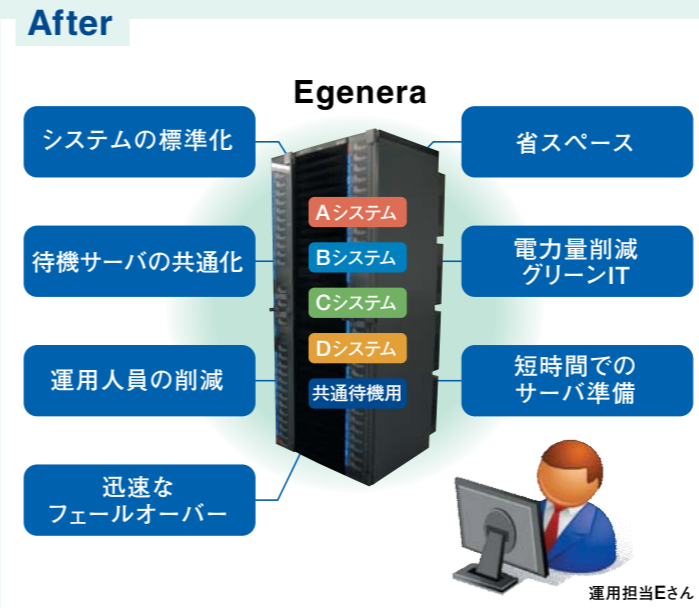 After
Egenera
システムの標準化
待機サーバの共通化
運用人員の削減
迅速な
フェールオーバー
Aシステム
Bシステム
Cシステム
Dシステム
共通待機用
省スペース
電力量削減
グリーンIT
短時間での
サーバ準備
運用担当Eさん